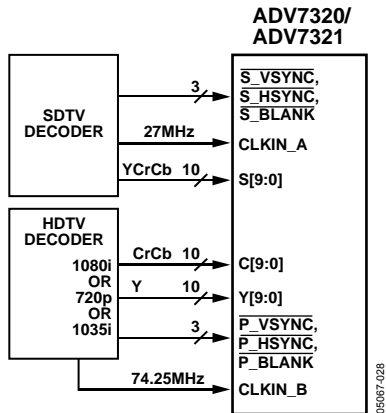 ADV7320/
ADV7321
SDTV
DECODER
3
S_VSYNC,
S_HSYNC,
S_BLANK
27MHz
CLKIN_A
YCrCb 10
S[9:0]
HDTV
DECODER
1080i
OR
720p
OR
1035i
CrCb 10
C[9:0]
Y 10
Y[9:0]
3
P_VSYNC,
P_HSYNC,
P_BLANK
74.25MHz
CLKIN_B
05067-028